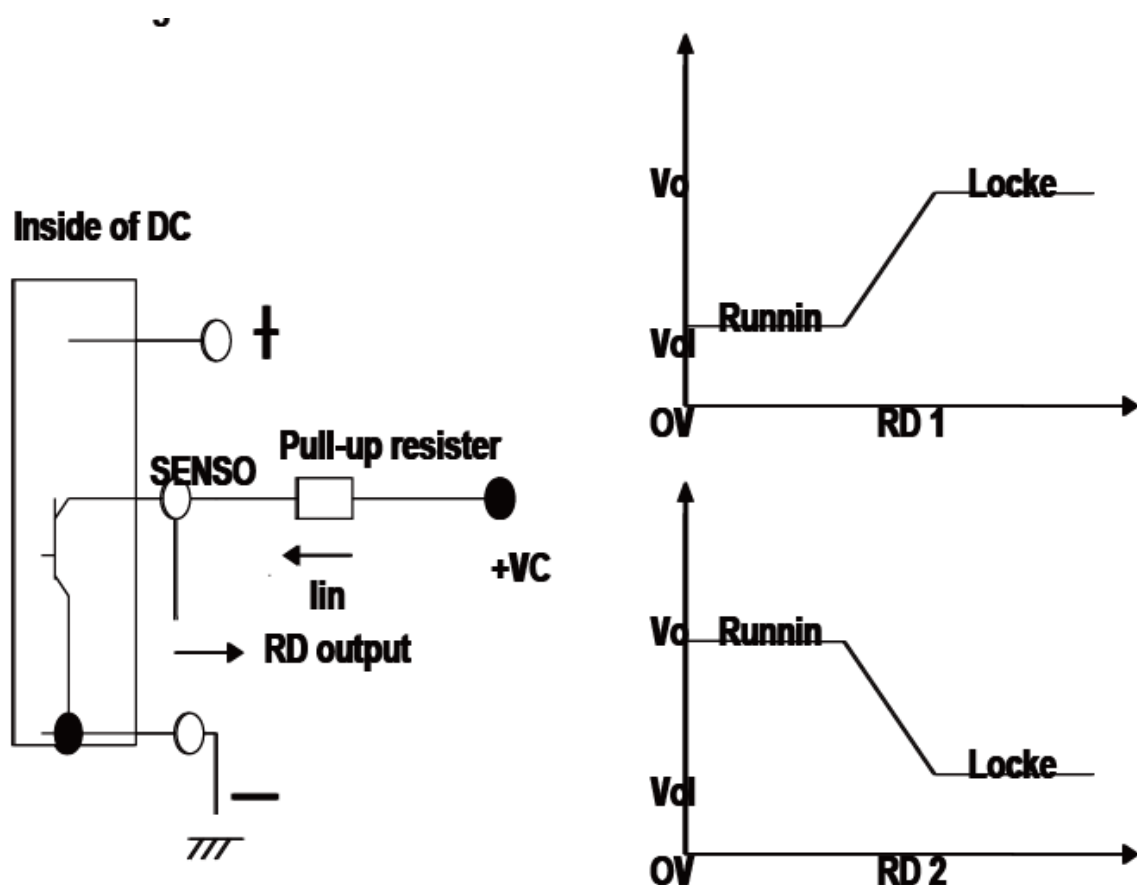 Inside of DC
+
SENSO
Pull-up resister
+VC
Iin
RD output
—
Vo
Locke
Runnin
Vol
OV
RD 1
Vo
Runnin
Locke
Vol
OV
RD 2